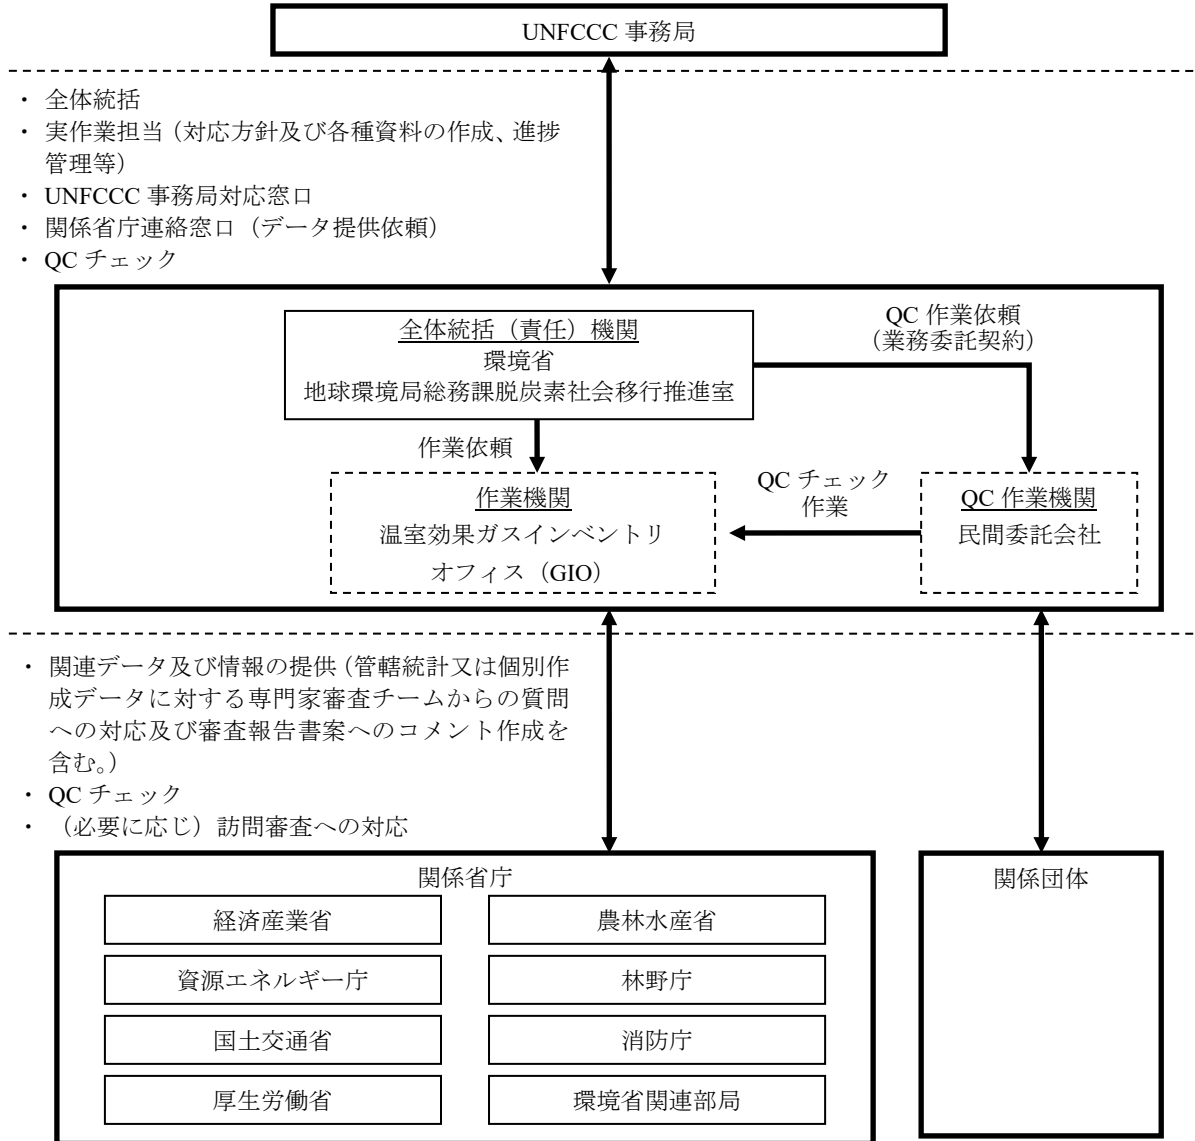 UNFCCC 事務局
・ 全体統括
・ 実作業担当（対応方針及び各種資料の作成、進捗
管理等）
・ UNFCCC 事務局対応窓口
・ 関係省庁連絡窓口（データ提供依頼）
・ QC チェック
全体統括（責任）機関
環境省
地球環境局総務課脱炭素社会移行推進室
QC 作業依頼
（業務委託契約）
作業依頼
作業機関
温室効果ガスインベントリ
オフィス（GIO）
QC チェック
作業
QC 作業機関
民間委託会社
・ 関連データ及び情報の提供（管轄統計又は個別作
成データに対する専門家審査チームからの質問
への対応及び審査報告書案へのコメント作成を
含む。）
・ QC チェック
・ （必要に応じ）訪問審査への対応
関係省庁
経済産業省
農林水産省
資源エネルギー庁
林野庁
国土交通省
消防庁
厚生労働省
環境省関連部局
関係団体